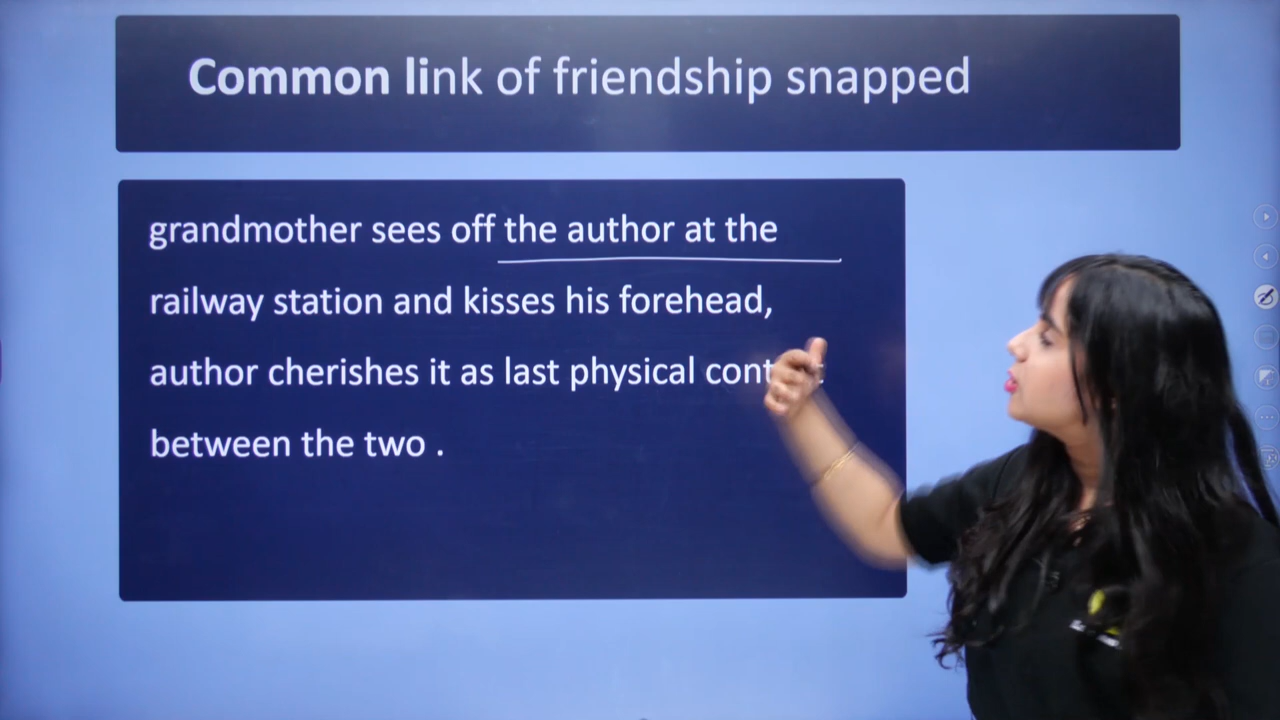 Common link of friendship snapped
grandmother sees off the author at the
railway station and kisses his forehead,
author cherishes it as last physical
between the two .